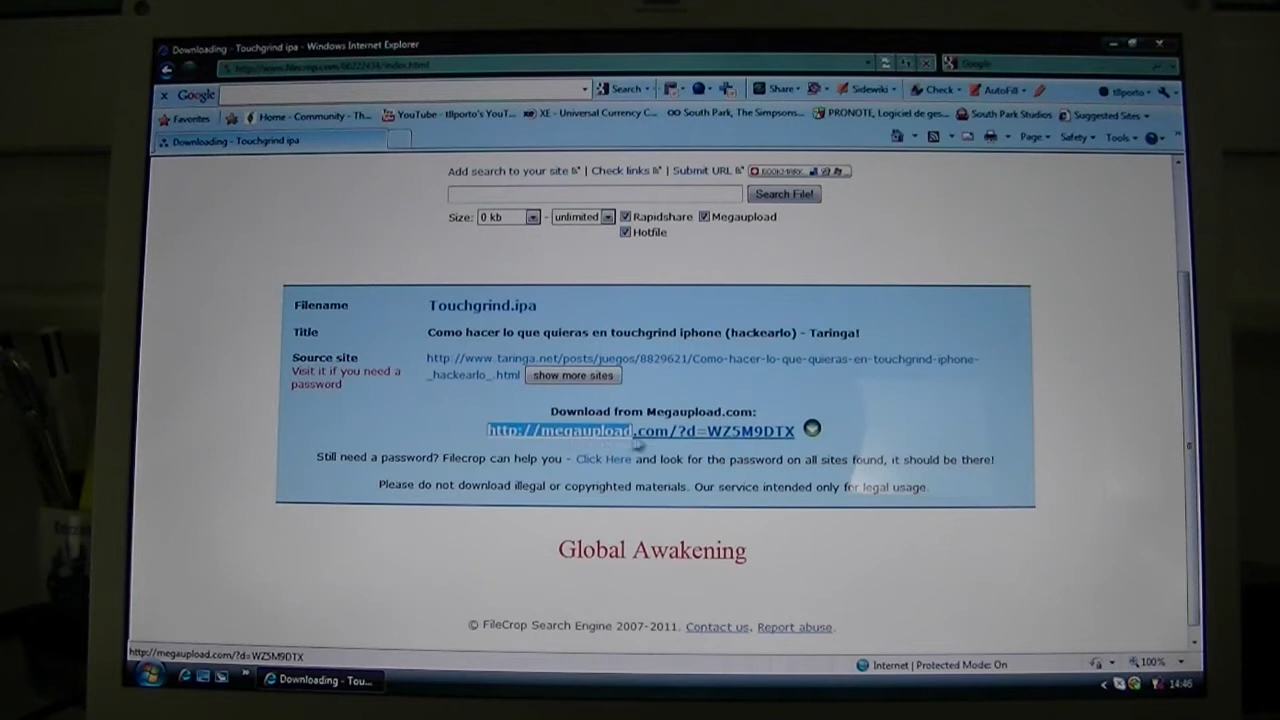 Downloading - Touchgrind ipa - Windows Internet Explorer
Google
Google Search Share Sidewiki Check AutoFill tllporto
Favorites Home - Community - Th... YouTube - tllporto's YouT... XE - Universal Currency C... South Park, The Simpsons... PRONOTE, Logiciel de ges... South Park Studios Suggested Sites
Downloading - Touchgrind ipa Page Safety Tools
Add search to your site | Check links | Submit URL
Search File!
Size: 0 kb - unlimited Rapidshare Megaupload
Hotfile
Filename Touchgrind.ipa
Title Como hacer lo que quieras en touchgrind iphone (hackearlo) - Taringa!
Source site http://www.taringa.net/posts/juegos/8829621/Como-hacer-lo-que-quieras-en-touchgrind-iphone-
Visit it if you need a _hackearlo_.html show more sites
password
Download from Megaupload.com:
http://megaupload.com/?d=WZ5M9DTX
Still need a password? Filecrop can help you - Click Here and look for the password on all sites found, it should be there!
Please do not download illegal or copyrighted materials. Our service intended only for legal usage.
Global Awakening
© FileCrop Search Engine 2007-2011. Contact us. Report abuse.
http://megaupload.com/?d=WZ5M9DTX
Internet | Protected Mode: On 100%
Downloading - Tou... 14:46